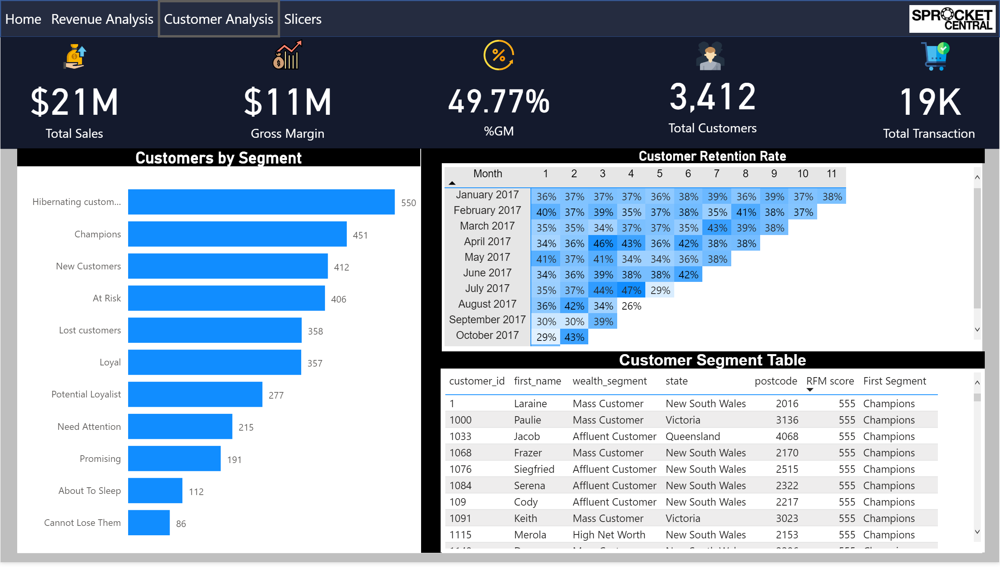 Home Revenue Analysis Customer Analysis Slicers
SPROCKET
CENTRAL
$21M $11M 49.77% 3,412 19K
Total Sales Gross Margin %GM Total Customers Total Transaction
Customers by Segment
Hibernating custom... 550
Champions 451
New Customers 412
At Risk 406
Lost customers 358
Loyal 357
Potential Loyalist 277
Need Attention 215
Promising 191
About To Sleep 112
Cannot Lose Them 86
Customer Retention Rate
Month 1 2 3 4 5 6 7 8 9 10 11
January 2017 36% 37% 37% 37% 36% 38% 39% 36% 39% 37% 38%
February 2017 40% 37% 39% 35% 37% 38% 35% 41% 38% 37%
March 2017 35% 35% 34% 37% 37% 35% 43% 39% 38%
April 2017 34% 36% 46% 43% 36% 42% 38% 38%
May 2017 41% 37% 41% 34% 34% 36% 38%
June 2017 34% 36% 39% 38% 38% 42%
July 2017 35% 37% 44% 47% 29%
August 2017 36% 42% 34% 26%
September 2017 30% 30% 39%
October 2017 29% 43%
Customer Segment Table
customer_id first_name wealth_segment state postcode RFM score First Segment
1 Laraine Mass Customer New South Wales 2016 555 Champions
1000 Paulie Mass Customer Victoria 3136 555 Champions
1033 Jacob Affluent Customer Queensland 4068 555 Champions
1068 Frazer Mass Customer New South Wales 2170 555 Champions
1076 Siegfried Affluent Customer New South Wales 2515 555 Champions
1084 Serena Affluent Customer New South Wales 2322 555 Champions
109 Cody Affluent Customer New South Wales 2217 555 Champions
1091 Keith Mass Customer Victoria 3023 555 Champions
1115 Merola High Net Worth New South Wales 2153 555 Champions